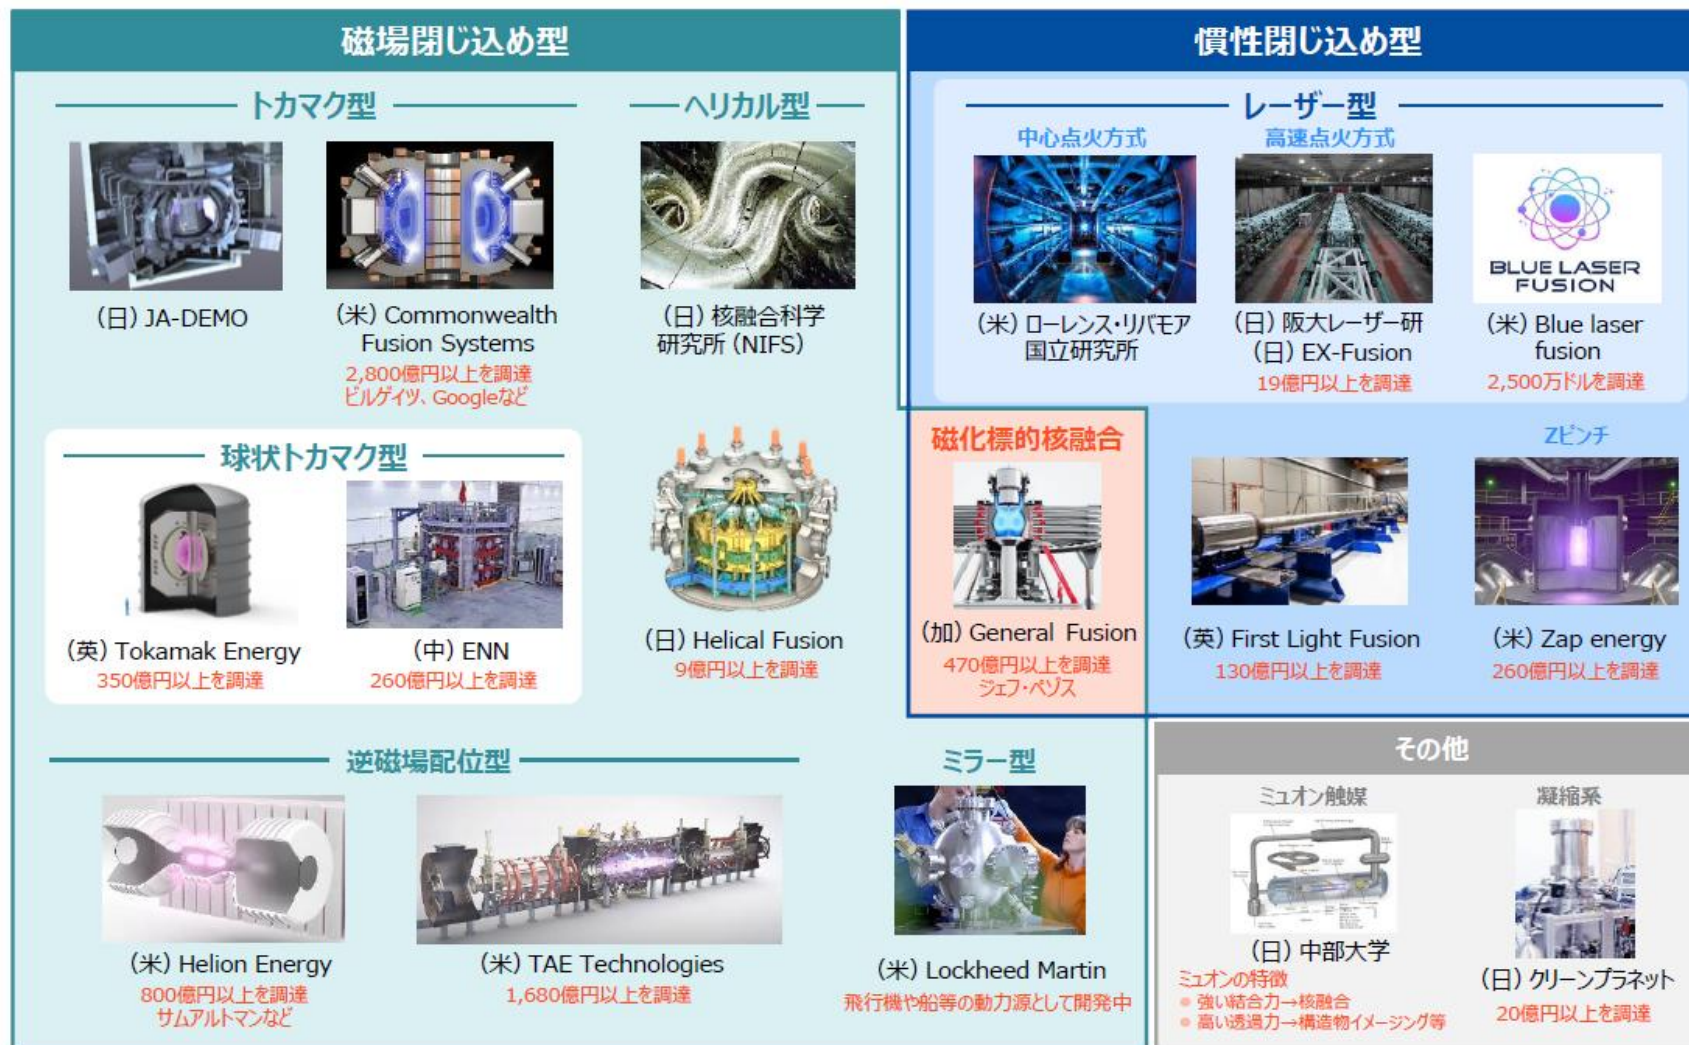 磁場閉じ込め型
トカマク型
(日) JA-DEMO
(米) Commonwealth
Fusion Systems
2,800億円以上を調達
ビルゲイツ、Googleなど
ヘリカル型
(日) 核融合科学
研究所 (NIFS)
球状トカマク型
(英) Tokamak Energy
350億円以上を調達
(中) ENN
260億円以上を調達
(日) Helical Fusion
9億円以上を調達
逆磁場配位型
(米) Helion Energy
800億円以上を調達
サムアルトマンなど
(米) TAE Technologies
1,680億円以上を調達
ミラー型
(米) Lockheed Martin
飛行機や船等の動力源として開発中
慣性閉じ込め型
レーザー型
中心点火方式
(米) ローレンス・リバモア
国立研究所
高速点火方式
(日) 阪大レーザー研
(日) EX-Fusion
19億円以上を調達
BLUE LASER
FUSION
(米) Blue laser
fusion
2,500万ドルを調達
磁化標的核融合
(加) General Fusion
470億円以上を調達
ジェフ・ベゾス
(英) First Light Fusion
130億円以上を調達
Zピンチ
(米) Zap energy
260億円以上を調達
その他
ミュオン触媒
(日) 中部大学
ミュオンの特徴
● 強い結合力→核融合
● 高い透過力→構造物イメージング等
凝縮系
(日) クリーンプラネット
20億円以上を調達